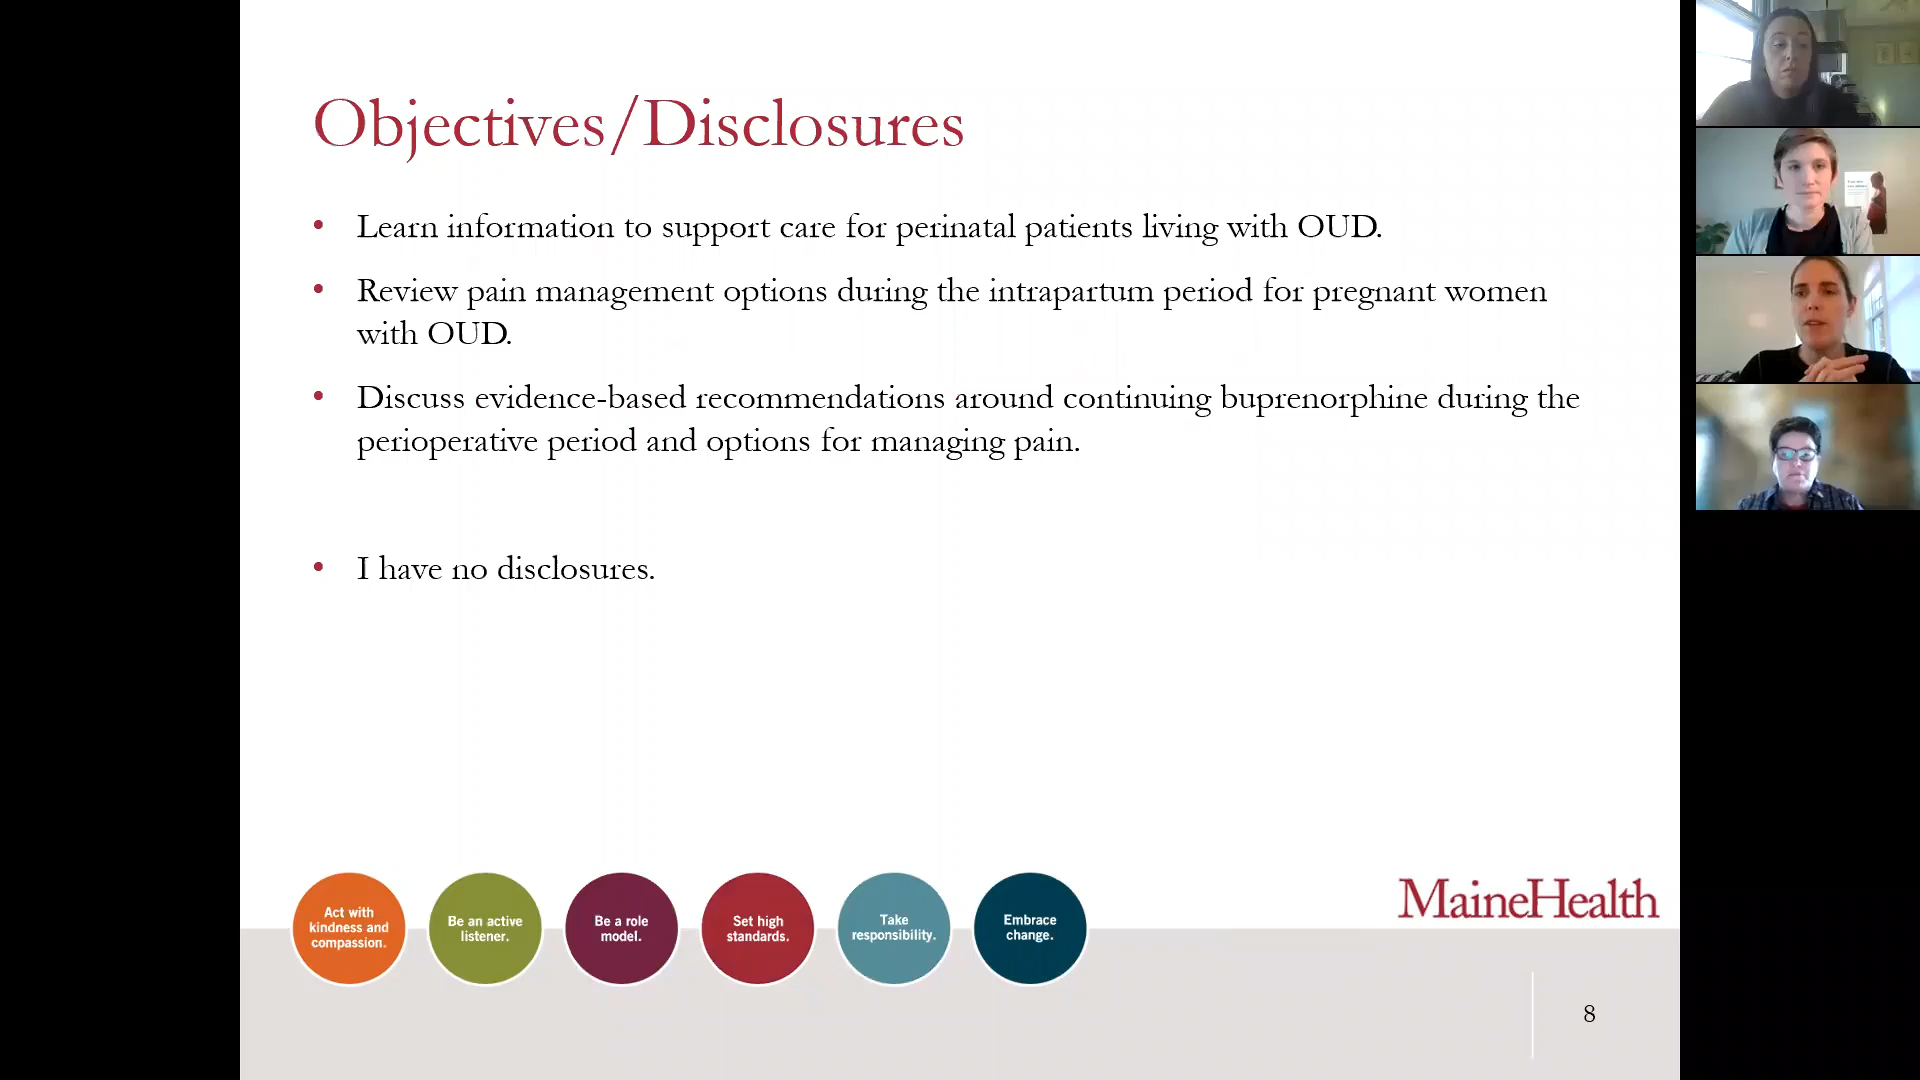 Objectives/Disclosures
• Learn information to support care for perinatal patients living with OUD.
• Review pain management options during the intrapartum period for pregnant women
with OUD.
• Discuss evidence-based recommendations around continuing buprenorphine during the
perioperative period and options for managing pain.
• I have no disclosures.
Act with
kindness and
compassion.
Be an active
listener.
Be a role
model.
Set high
standards.
Take
responsibility.
Embrace
change.
MaineHealth
8